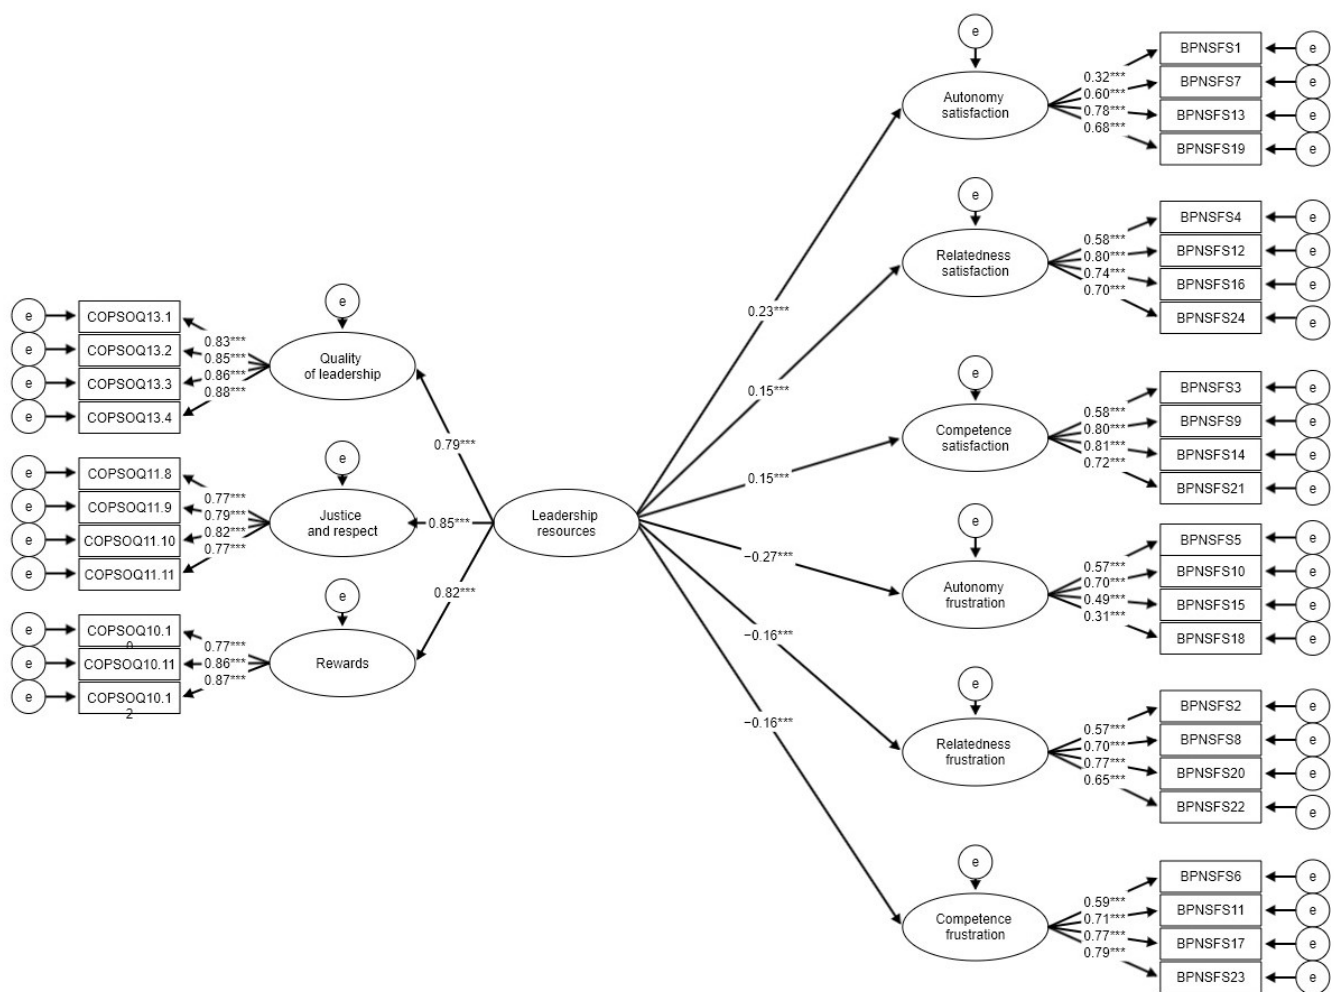 e
COPSOQ13.1
e
COPSOQ13.2
e
COPSOQ13.3
e
COPSOQ13.4
0.83***
0.85***
0.86***
0.88***
e
Quality
of leadership
e
COPSOQ11.8
e
COPSOQ11.9
e
COPSOQ11.10
e
COPSOQ11.11
0.77***
0.79***
0.82***
0.77***
e
Justice
and respect
e
COPSOQ10.1
0
e
COPSOQ10.11
e
COPSOQ10.1
2
0.77***
0.86***
0.87***
e
Rewards
0.79***
0.85***
0.82***
Leadership
resources
0.23***
0.15***
0.15***
−0.27***
−0.16***
−0.16***
e
Autonomy
satisfaction
0.32***
0.60***
0.78***
0.68***
BPNSFS1
e
BPNSFS7
e
BPNSFS13
e
BPNSFS19
e
e
Relatedness
satisfaction
0.58***
0.80***
0.74***
0.70***
BPNSFS4
e
BPNSFS12
e
BPNSFS16
e
BPNSFS24
e
e
Competence
satisfaction
0.58***
0.80***
0.81***
0.72***
BPNSFS3
e
BPNSFS9
e
BPNSFS14
e
BPNSFS21
e
e
Autonomy
frustration
0.57***
0.70***
0.49***
0.31***
BPNSFS5
e
BPNSFS10
e
BPNSFS15
e
BPNSFS18
e
e
Relatedness
frustration
0.57***
0.70***
0.77***
0.65***
BPNSFS2
e
BPNSFS8
e
BPNSFS20
e
BPNSFS22
e
e
Competence
frustration
0.59***
0.71***
0.77***
0.79***
BPNSFS6
e
BPNSFS11
e
BPNSFS17
e
BPNSFS23
e